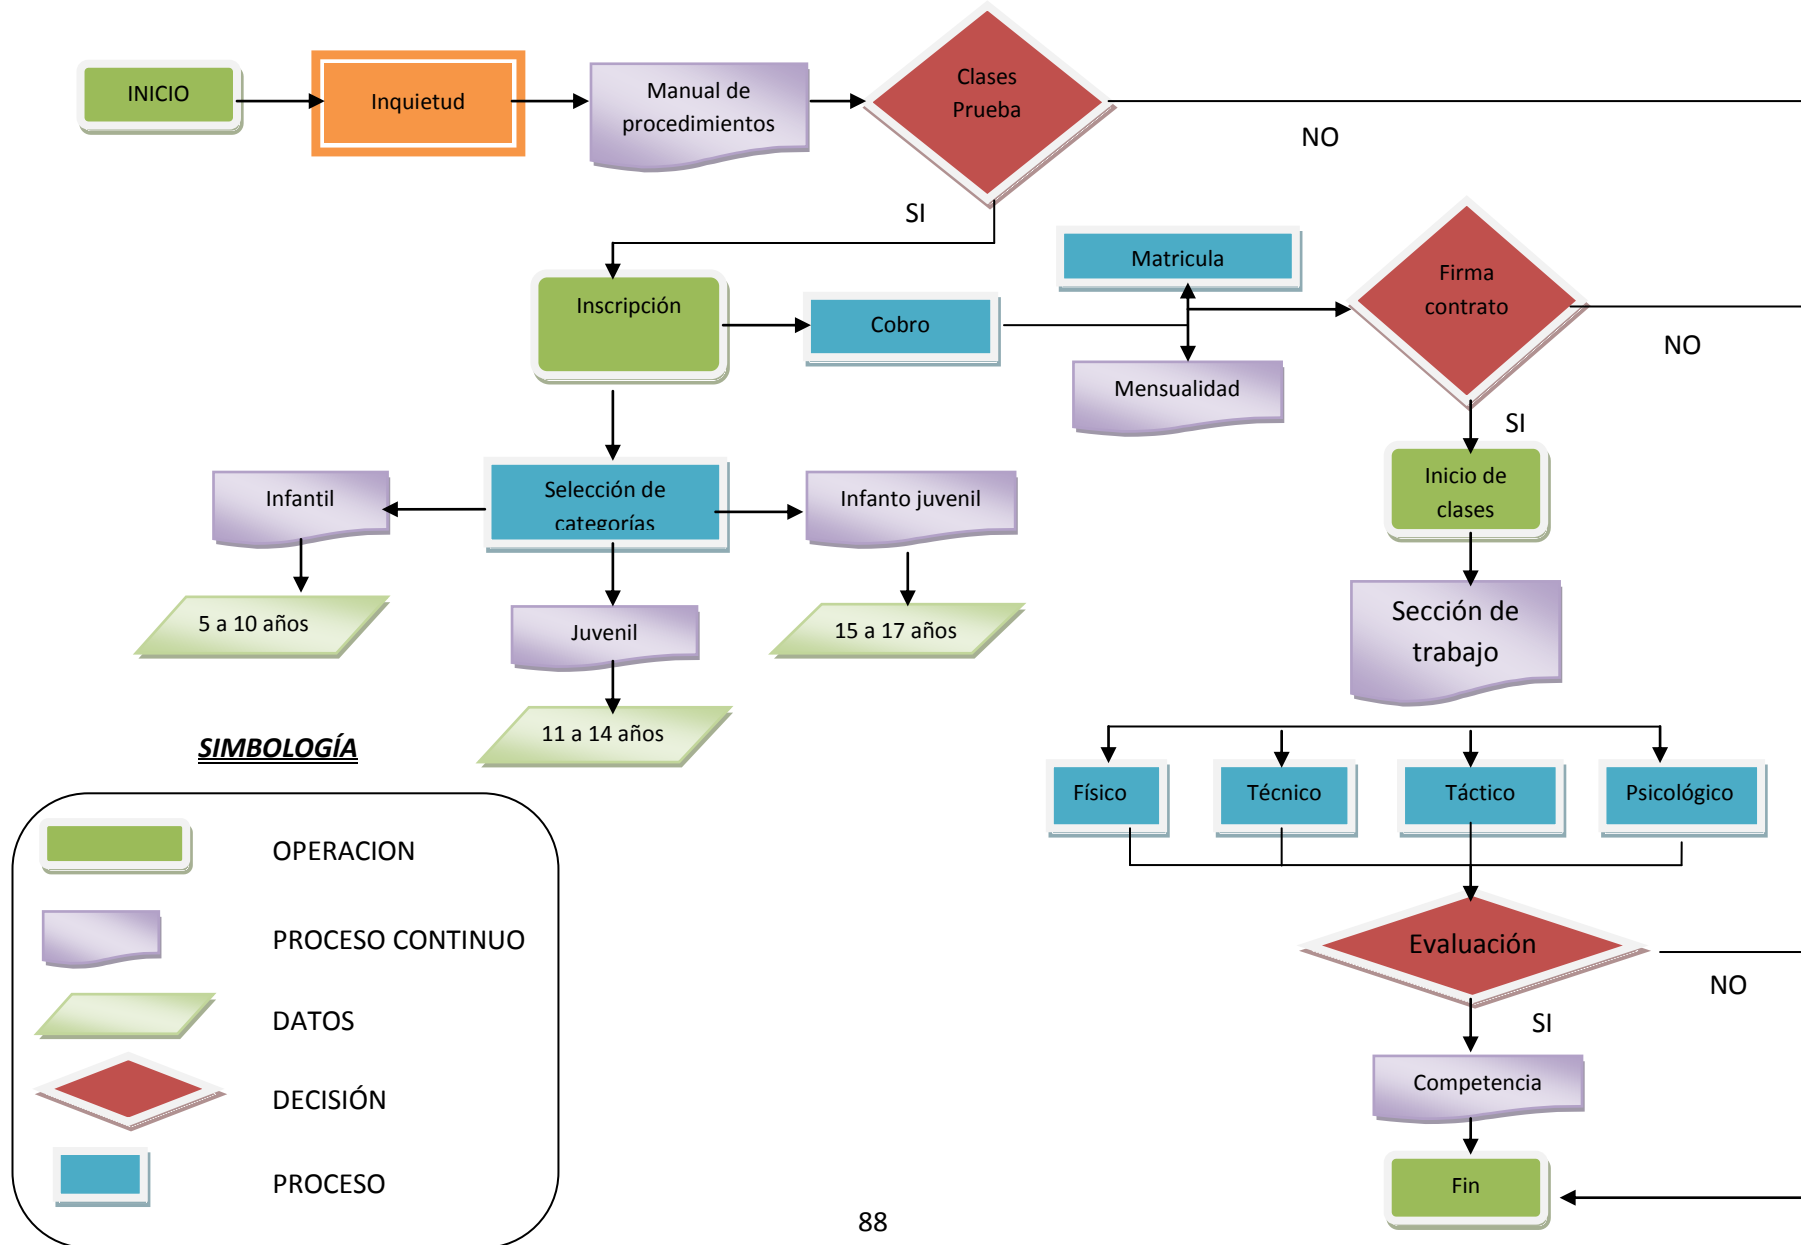 INICIO
Inquietud
Manual de
procedimientos
Clases
Prueba
NO
SI
Inscripción
Cobro
Matricula
Mensualidad
Firma
contrato
NO
SI
Infantil
Selección de
categorías
Infanto juvenil
Inicio de
clases
5 a 10 años
Juvenil
15 a 17 años
Sección de
trabajo
11 a 14 años
Físico
Técnico
Táctico
Psicológico
Evaluación
NO
SI
Competencia
Fin
SIMBOLOGÍA
OPERACION
PROCESO CONTINUO
DATOS
DECISIÓN
PROCESO
88